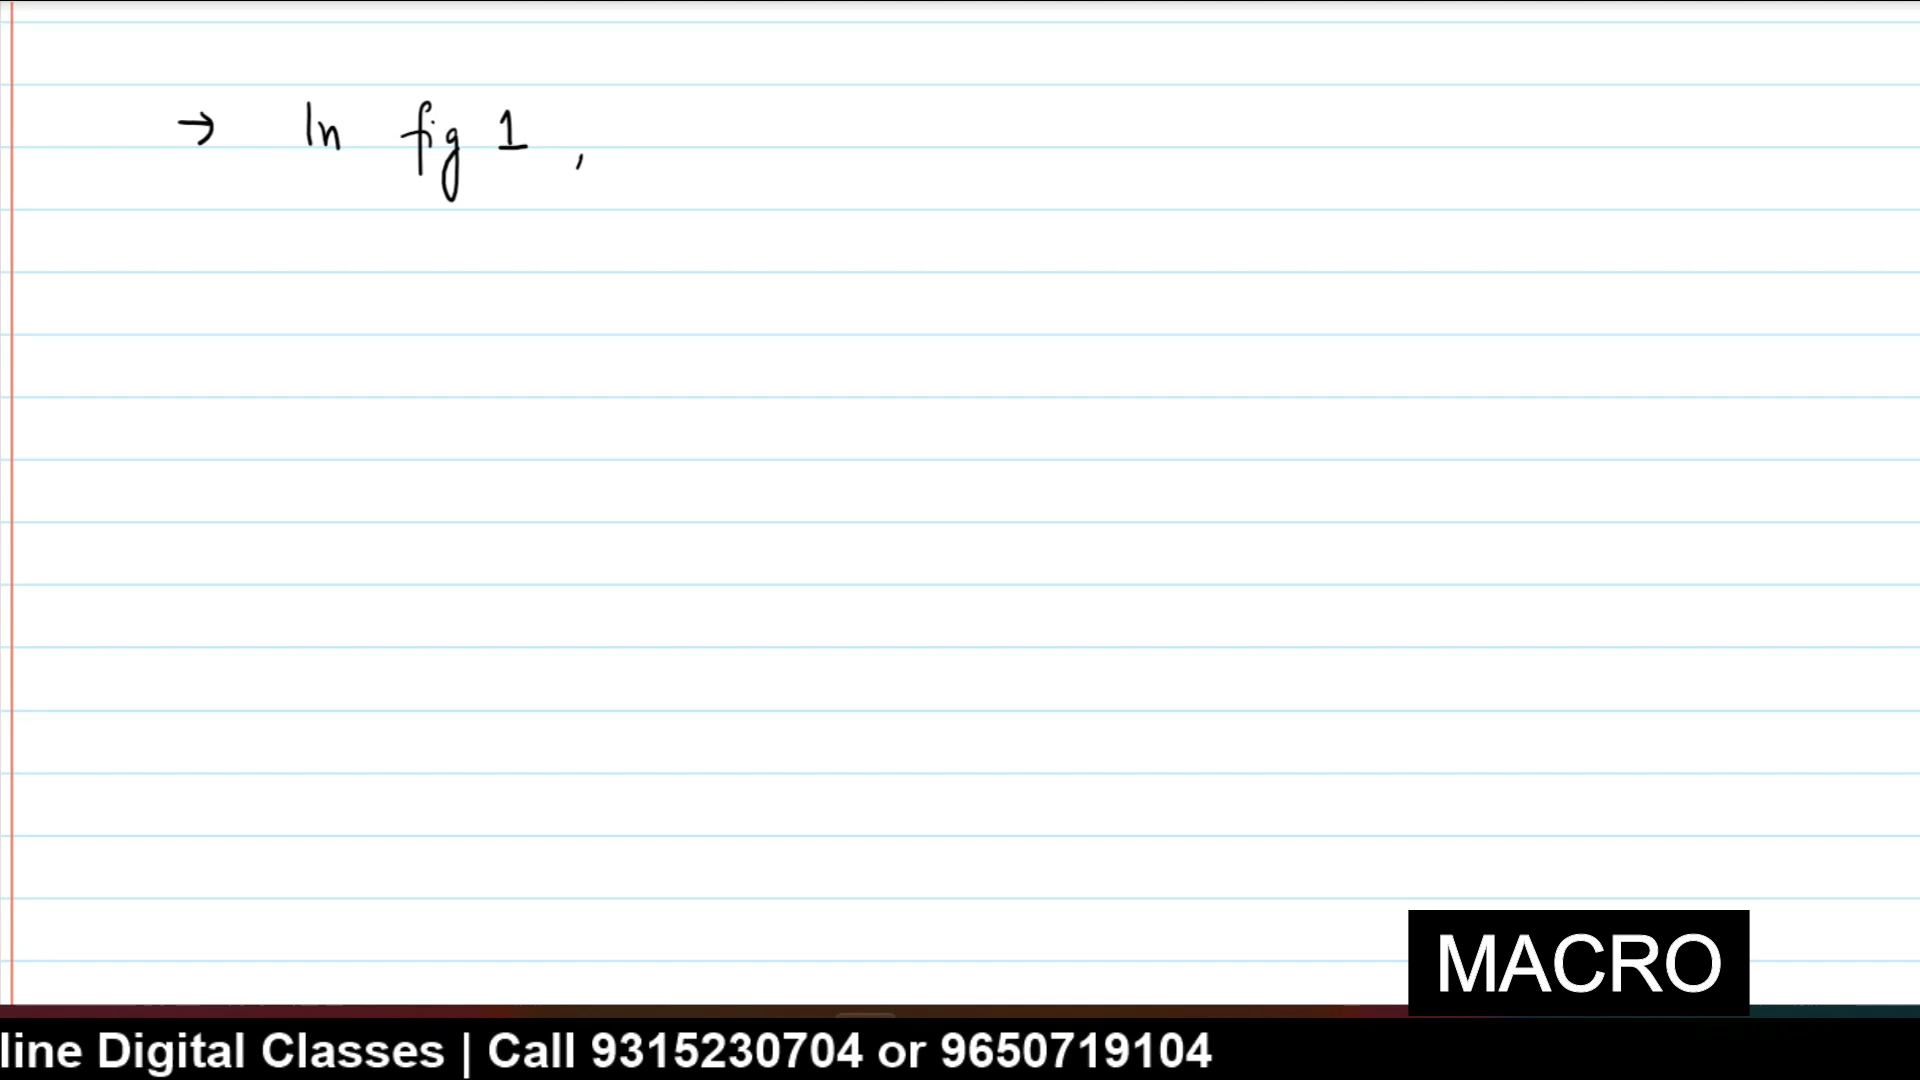 → In fig 1 ,
MACRO
line Digital Classes | Call 9315230704 or 9650719104